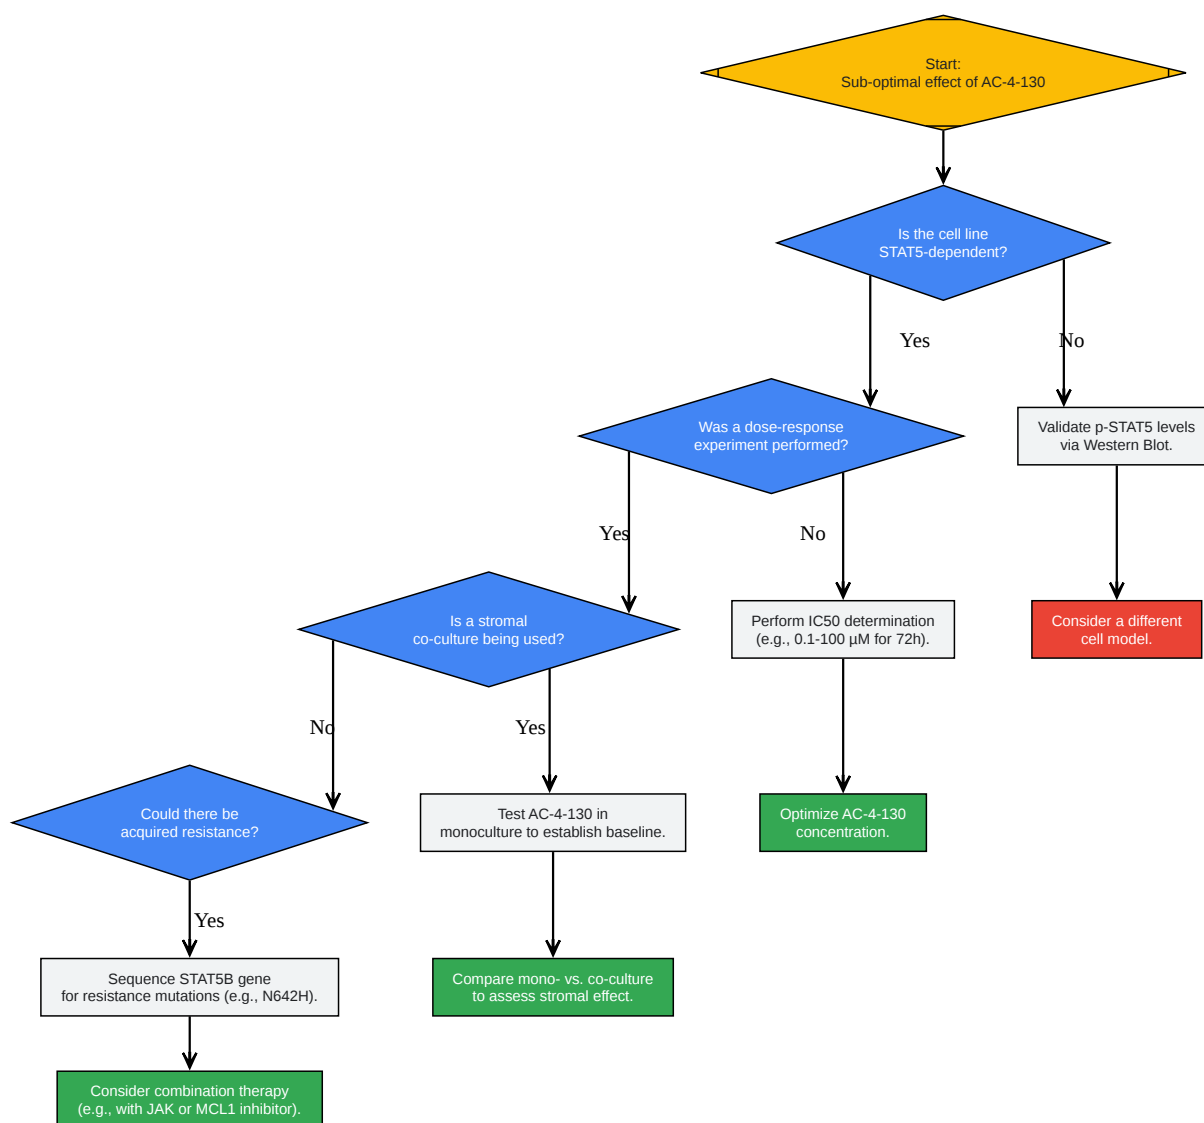 Start:
Sub-optimal effect of AC-4-130
Is the cell line
STAT5-dependent?
Yes
No
Was a dose-response
experiment performed?
Validate p-STAT5 levels
via Western Blot.
Yes
No
Is a stromal
co-culture being used?
Perform IC50 determination
(e.g., 0.1-100 µM for 72h).
Consider a different
cell model.
No
Yes
Could there be
acquired resistance?
Test AC-4-130 in
monoculture to establish baseline.
Optimize AC-4-130
concentration.
Yes
Sequence STAT5B gene
for resistance mutations (e.g., N642H).
Compare mono- vs. co-culture
to assess stromal effect.
Consider combination therapy
(e.g., with JAK or MCL1 inhibitor).